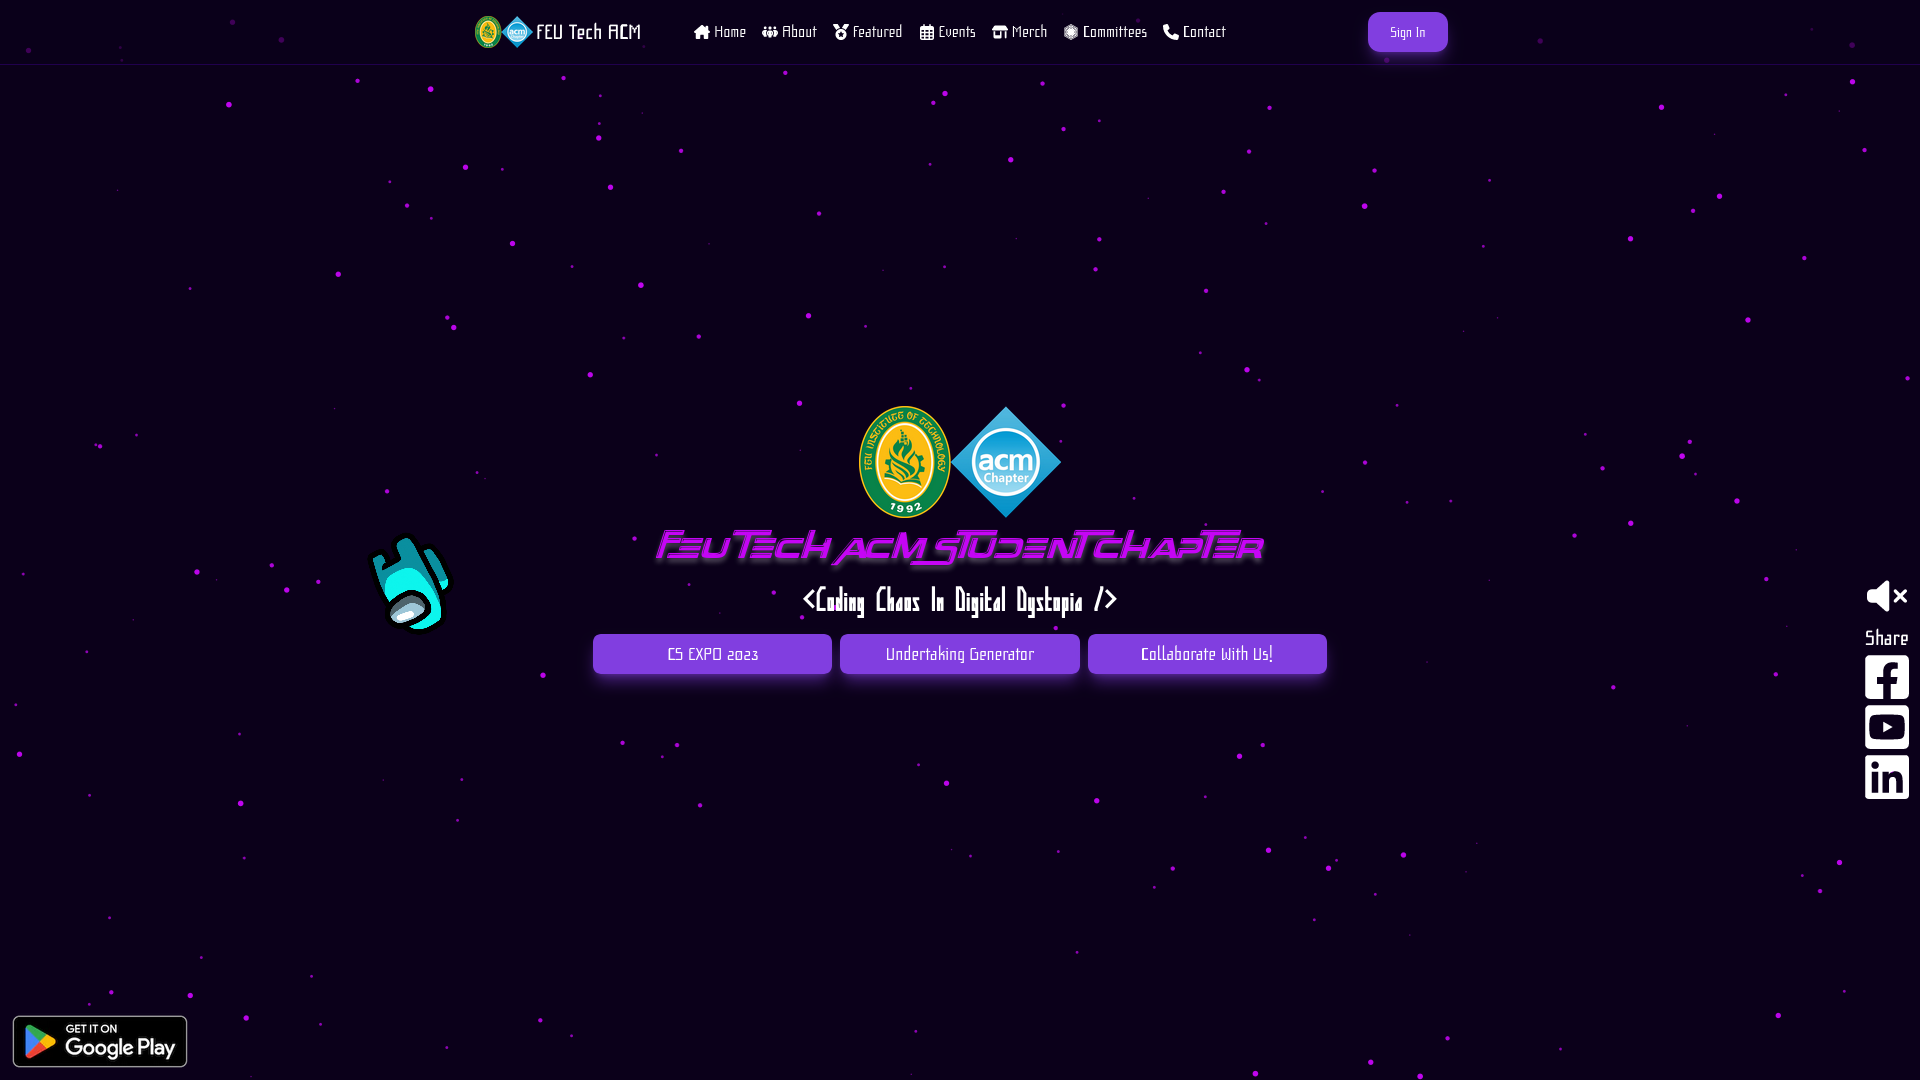 FEU Tech ACM
Home
About
Featured
Events
Merch
Committees
Contact
Sign In
FEU INSTITUTE OF TECHNOLOGY
1992
acm
Chapter
FEU TECH ACM STUDENT CHAPTER
<Coding Chaos In Digital Dystopia />
CS EXPO 2023
Undertaking Generator
Collaborate With Us!
Share
GET IT ON
Google Play